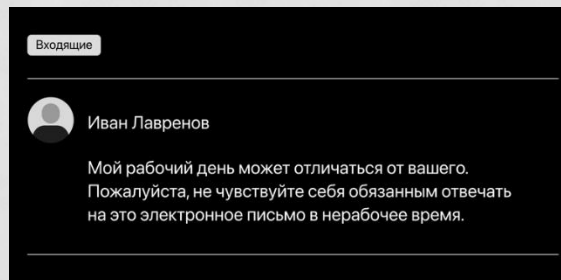 Входящие
Иван Лавренов
Мой рабочий день может отличаться от вашего.
Пожалуйста, не чувствуйте себя обязанным отвечать
на это электронное письмо в нерабочее время.